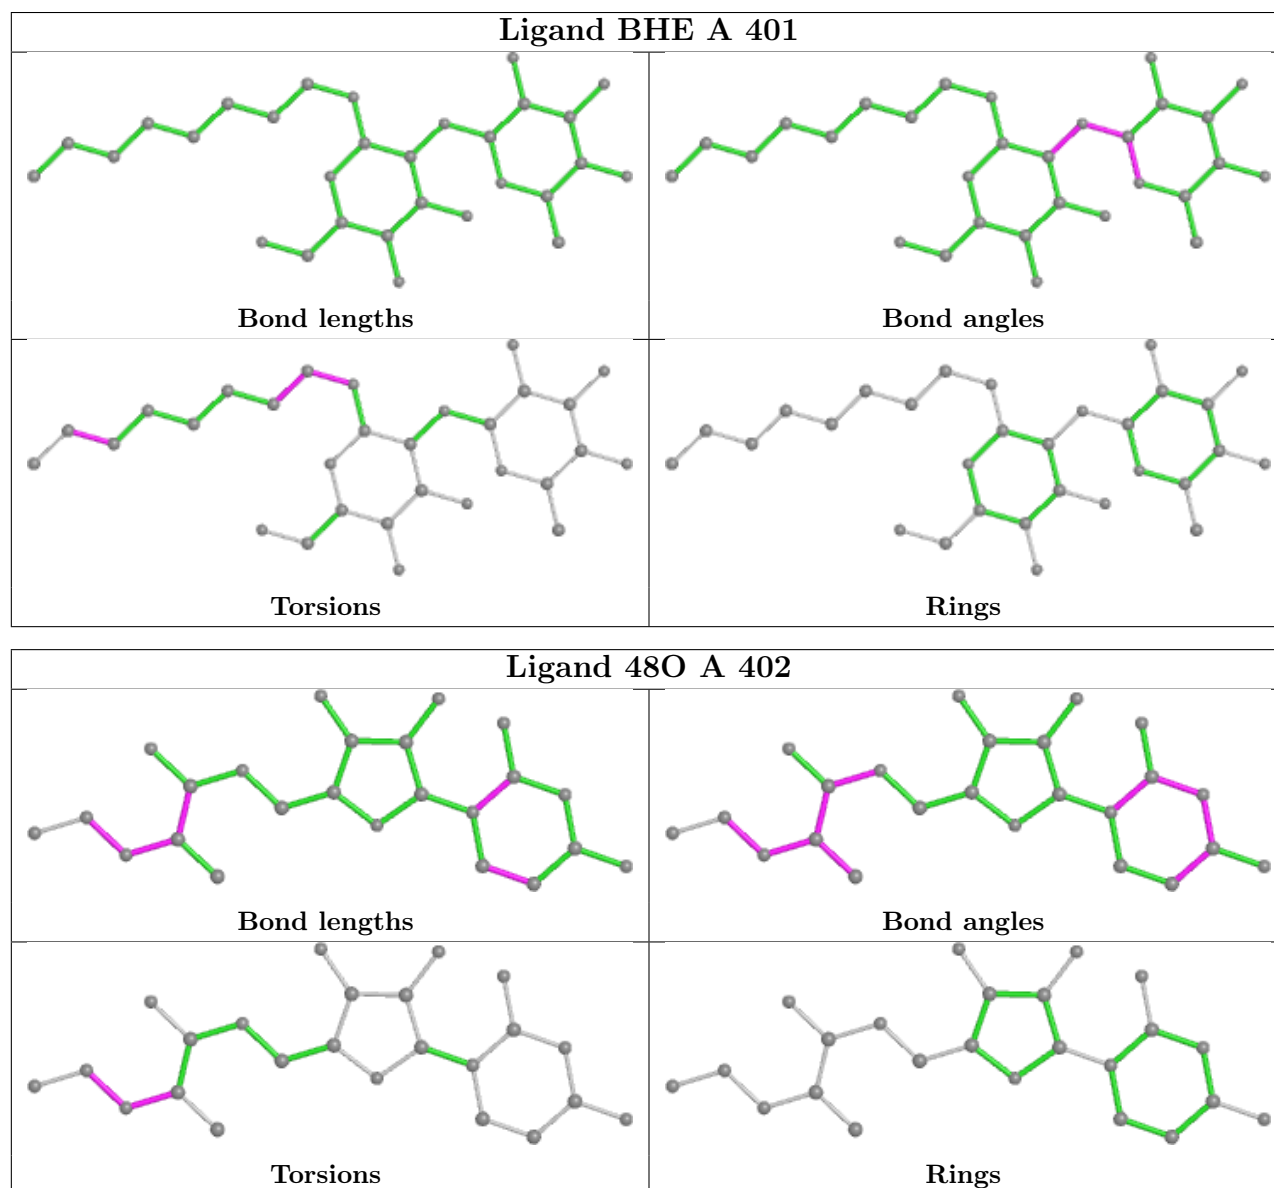 Ligand BHE A 401
Bond lengths
Bond angles
Torsions
Rings
Ligand 48O A 402
Bond lengths
Bond angles
Torsions
Rings